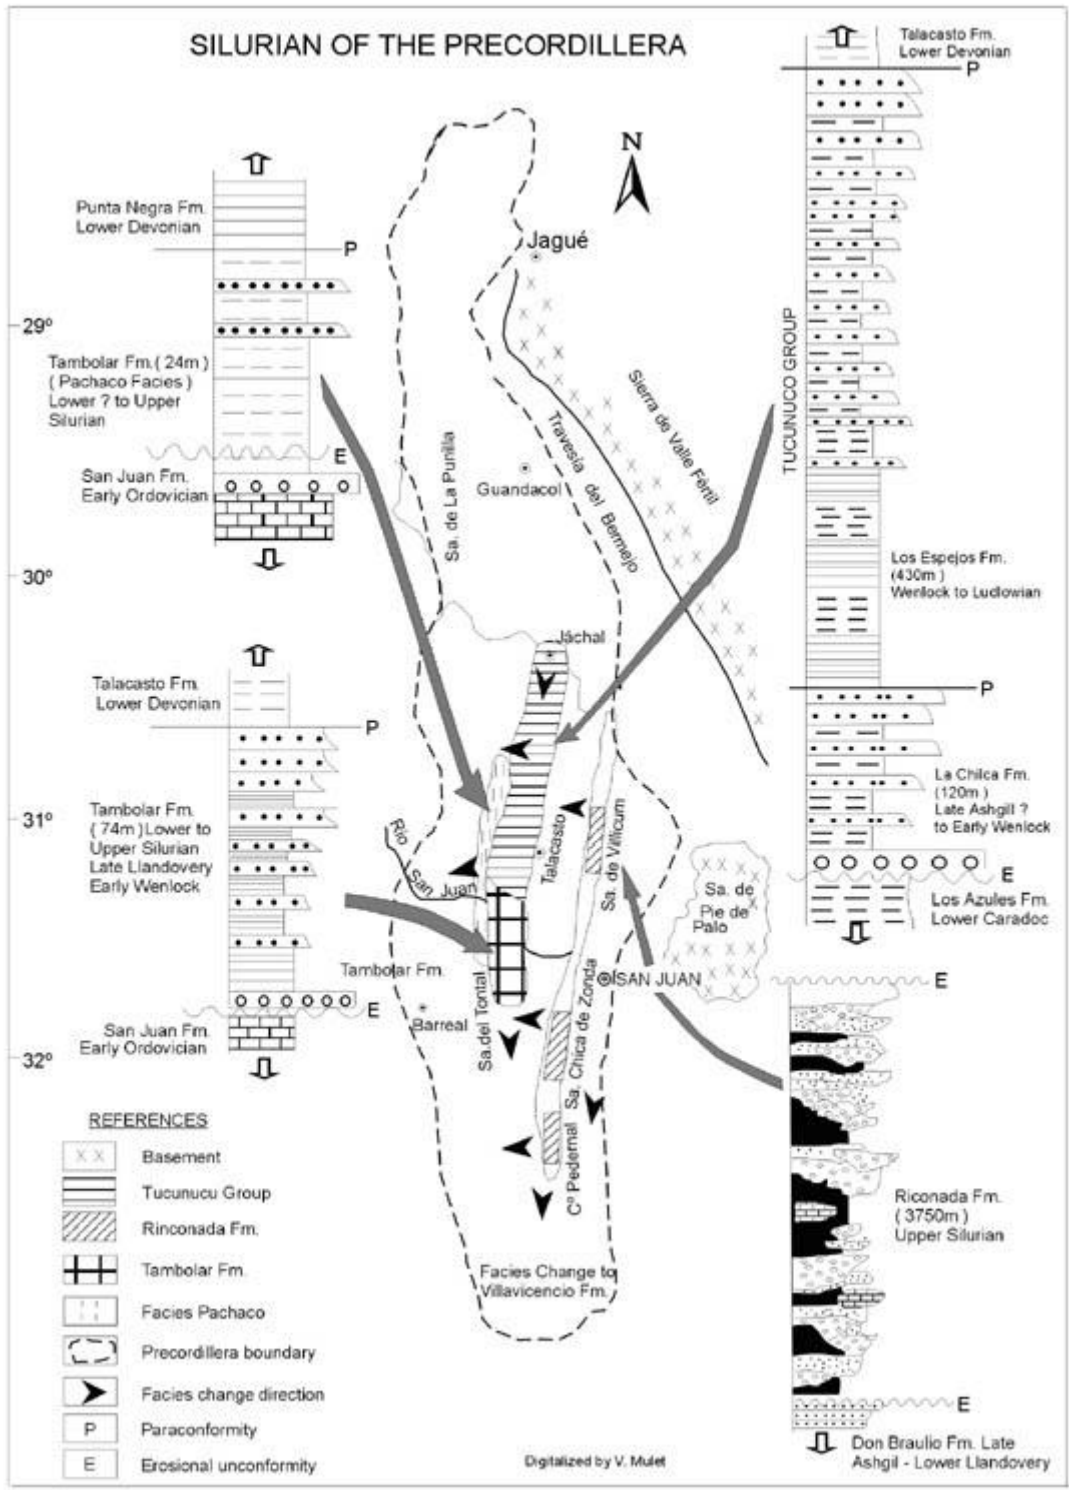 SILURIAN OF THE PRECORDILLERA
Punta Negra Fm.
Lower Devonian
P
Tambolar Fm. ( 24m )
( Pachaco Facies )
Lower ? to Upper
Silurian
E
San Juan Fm.
Early Ordovician
29º
30º
31º
32º
Talacasto Fm.
Lower Devonian
P
Tambolar Fm.
( 74m ) Lower to
Upper Silurian
Late Llandovery
Early Wenlock
E
San Juan Fm.
Early Ordovician
N
Jagué
Sierra de Valle Fértil
Travesia del Bermejo
Sa. de La Punilla
Guandacol
Jáchal
Rio
San Juan
Talacasto
Sa. de Villicum
Sa. de
Pie de
Palo
Tambolar Fm.
SAN JUAN
Barreal
Sa.del Tontal
Sa. Chica de Zonda
Cº Pedernal
Facies Change to
Villavicencio Fm.
Talacasto Fm.
Lower Devonian
P
TUCUNUCO GROUP
Los Espejos Fm.
(430m )
Wenlock to Ludlowian
P
La Chilca Fm.
(120m )
Late Ashgill ?
to Early Wenlock
E
Los Azules Fm.
Lower Caradoc
E
Riconada Fm.
( 3750m )
Upper Silurian
E
Don Braulio Fm. Late
Ashgil - Lower Llandovery
REFERENCES
X X Basement
Tucunucu Group
Rinconada Fm.
Tambolar Fm.
Facies Pachaco
Precordillera boundary
Facies change direction
P Paraconformity
E Erosional unconformity
Digitalized by V. Mulet